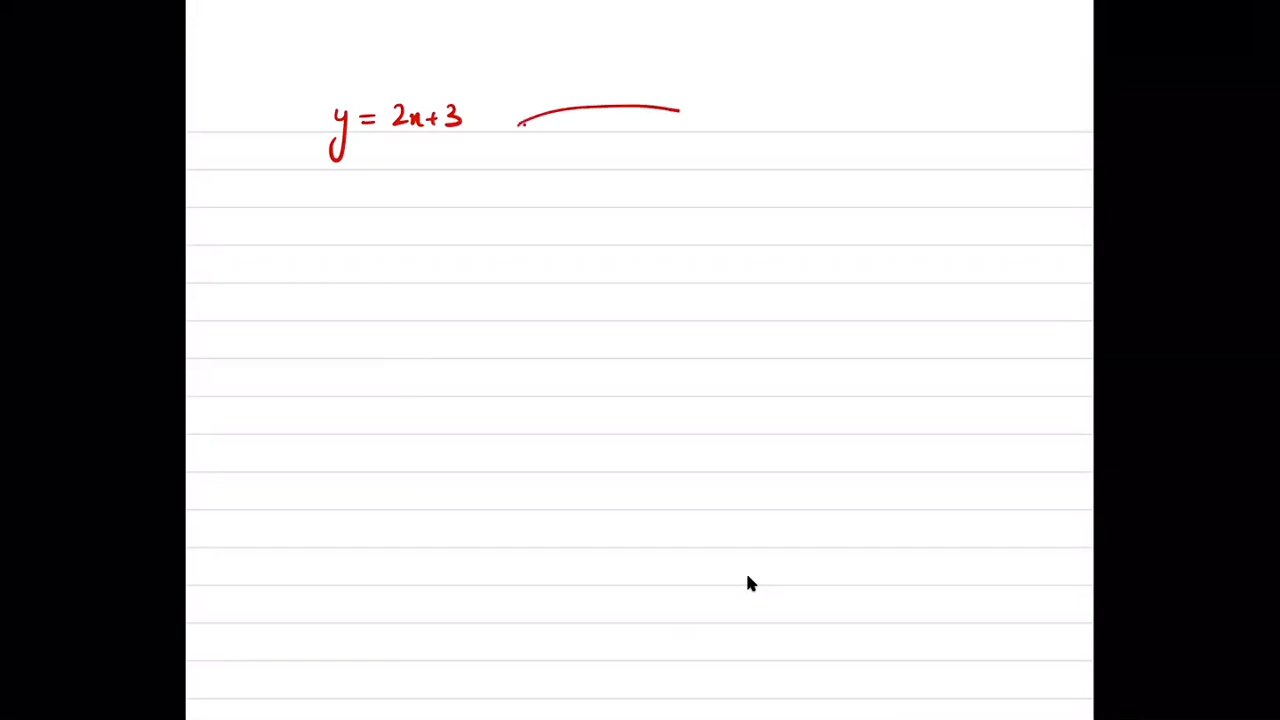 y = 2x+3